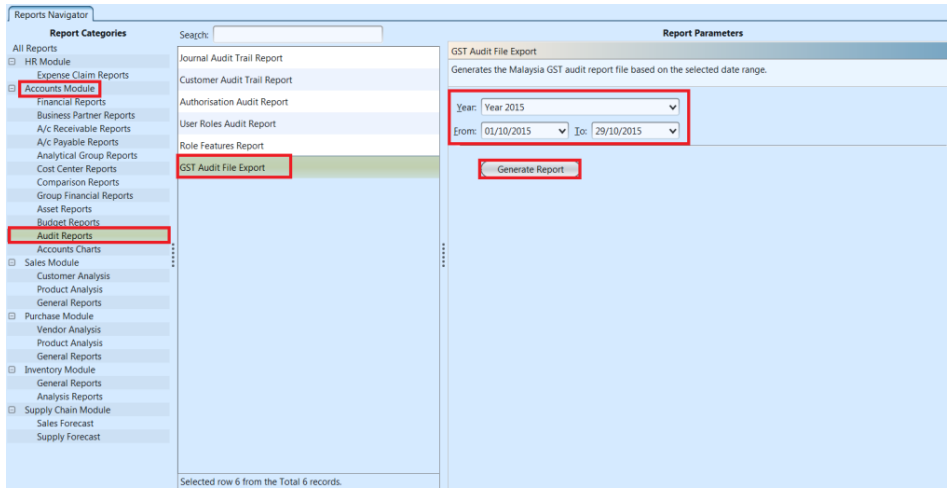 Reports Navigator
Report Categories
All Reports
HR Module
Expense Claim Reports
Accounts Module
Financial Reports
Business Partner Reports
A/c Receivable Reports
A/c Payable Reports
Analytical Group Reports
Cost Center Reports
Comparison Reports
Group Financial Reports
Asset Reports
Budget Reports
Audit Reports
Accounts Charts
Sales Module
Customer Analysis
Product Analysis
General Reports
Purchase Module
Vendor Analysis
Product Analysis
General Reports
Inventory Module
General Reports
Analysis Reports
Supply Chain Module
Sales Forecast
Supply Forecast
Search:
Journal Audit Trail Report
Customer Audit Trail Report
Authorisation Audit Report
User Roles Audit Report
Role Features Report
GST Audit File Export
Selected row 6 from the Total 6 records.
Report Parameters
GST Audit File Export
Generates the Malaysia GST audit report file based on the selected date range.
Year: Year 2015
From: 01/10/2015 To: 29/10/2015
Generate Report